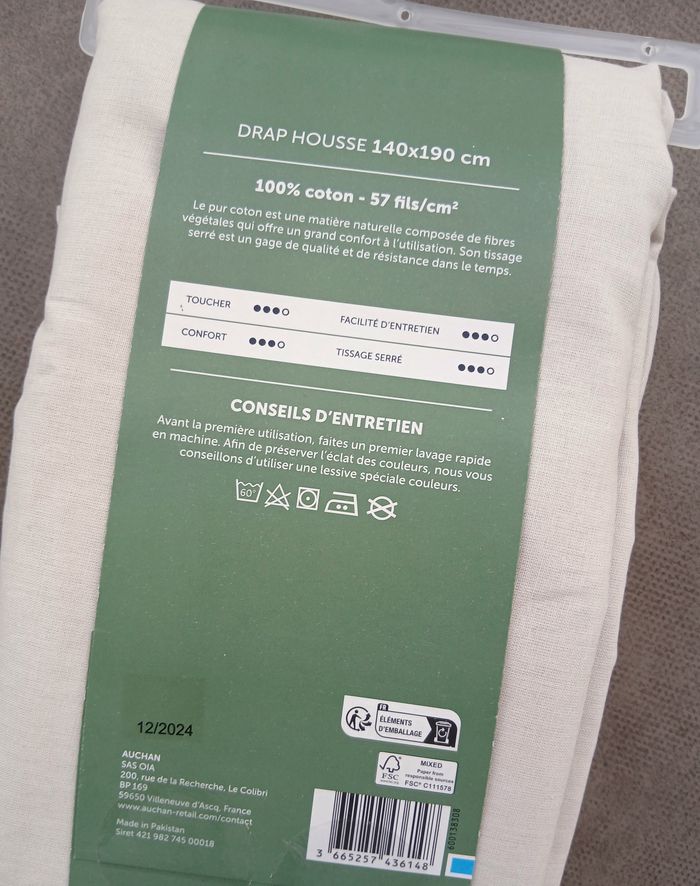 DRAP HOUSSE 140x190 cm
100% coton - 57 fils/cm²
Le pur coton est une matière naturelle composée de fibres
végétales qui offre un grand confort à l'utilisation. Son tissage
serré est un gage de qualité et de résistance dans le temps.
TOUCHER
FACILITÉ D'ENTRETIEN
CONFORT
TISSAGE SERRÉ
CONSEILS D'ENTRETIEN
Avant la première utilisation, faites un premier lavage rapide
en machine. Afin de préserver l'éclat des couleurs, nous vous
conseillons d'utiliser une lessive spéciale couleurs.
60°
12/2024
FR
ÉLÉMENTS
D'EMBALLAGE
AUCHAN
SAS OIA
200, rue de la Recherche, Le Colibri
BP 169
59650 Villeneuve d'Ascq, France
www.auchan-retail.com/contact
Made in Pakistan
Siret 421 982 745 00018
FSC
MIXED
Paper from
responsible sources
FSC® C111578
600138308
3 665257 436148